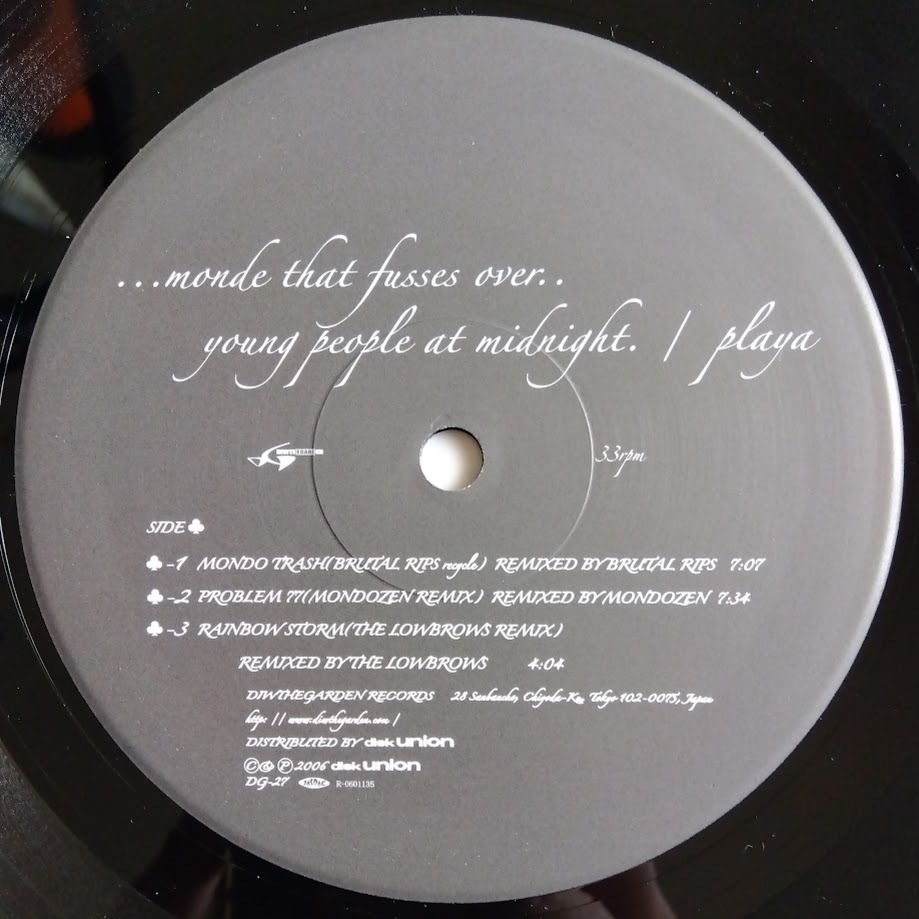 ...monde that fusses over..
young people at midnight. / playa
33rpm
SIDE ♣
♣-1 MONDO TRASH(BRUTAL RIPS recycle) REMIXED BY BRUTAL RIPS 7:07
♣-2 PROBLEM 77(MONDOZEN REMIX) REMIXED BY MONDOZEN 7:34
♣-3 RAINBOW STORM(THE LOWBROWS REMIX)
REMIXED BY THE LOWBROWS 4:04
DIWTHEGARDEN RECORDS 28 Sanbancho, Chiyoda-Ku, Tokyo 102-0075, Japan
http://www.diwthegarden.com/
DISTRIBUTED BY disk union
©&℗2006 disk union
DG-27 R-0601135